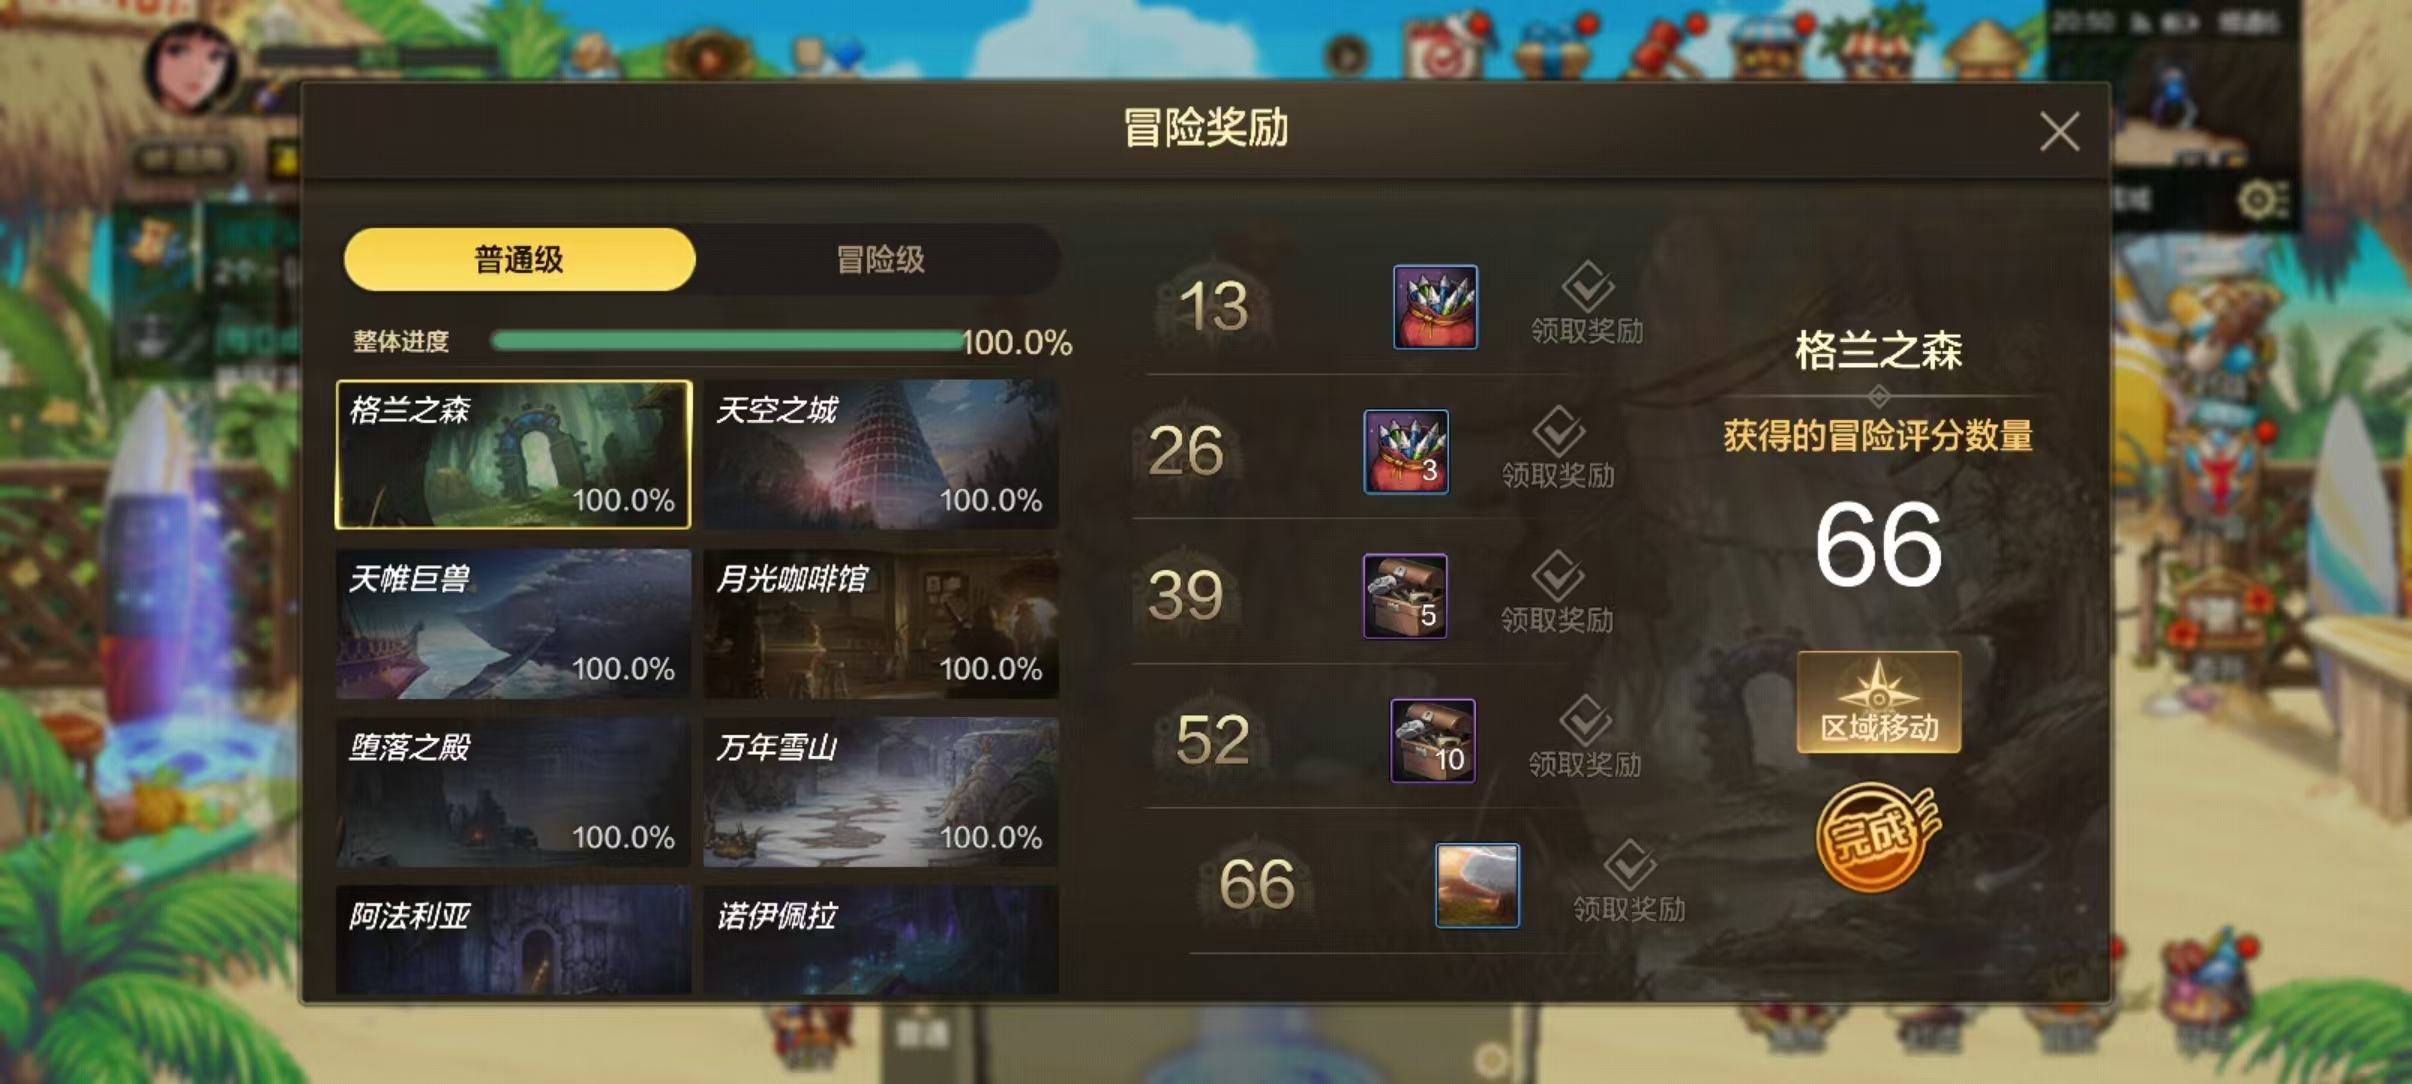 冒险奖励
普通级
冒险级
整体进度
100.0%
格兰之森
100.0%
天空之城
100.0%
天帷巨兽
100.0%
月光咖啡馆
100.0%
堕落之殿
100.0%
万年雪山
100.0%
阿法利亚
诺伊佩拉
13
领取奖励
26
3
领取奖励
39
5
领取奖励
52
10
领取奖励
66
领取奖励
格兰之森
获得的冒险评分数量
66
区域移动
完成
20:50
普通